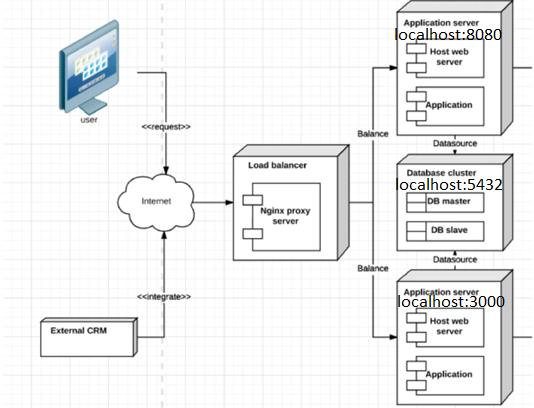 Application server
localhost:8080
Host web
server
Application
user
<<request>>
Balance
Datasource
Load balancer
Database cluster
localhost:5432
Internet
Nginx proxy
server
DB master
DB slave
Datasource
Balance
Application server
localhost:3000
<<integrate>>
External CRM
Host web
server
Application